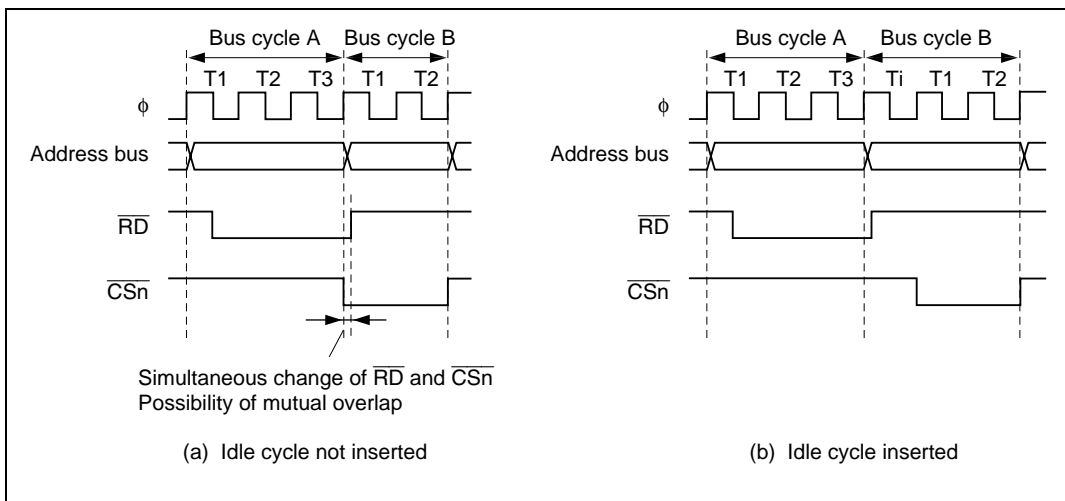 Bus cycle A Bus cycle B
T1 T2 T3 T1 T2
ϕ
Address bus
RD
CSn
Simultaneous change of RD and CSn
Possibility of mutual overlap
(a) Idle cycle not inserted
Bus cycle A Bus cycle B
T1 T2 T3 Ti T1 T2
ϕ
Address bus
RD
CSn
(b) Idle cycle inserted